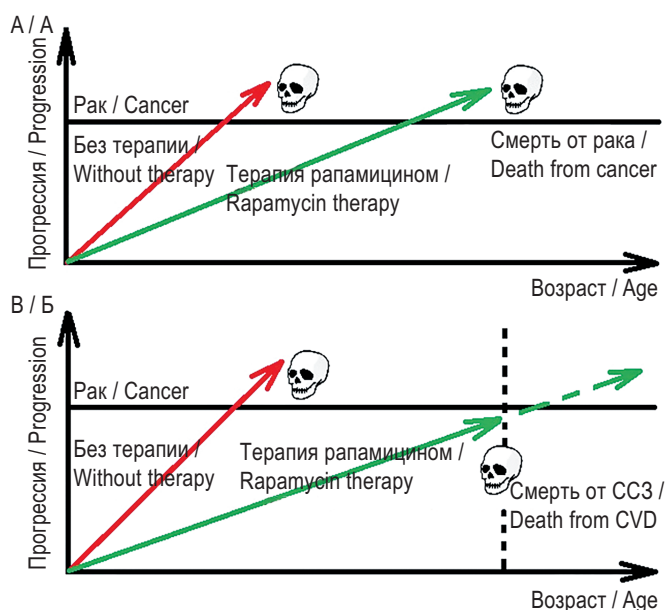 А / A
Прогрессия / Progression
Рак / Cancer
Без терапии /
Without therapy
Терапия рапамицином /
Rapamycin therapy
Смерть от рака /
Death from cancer
Возраст / Age
В / Б
Прогрессия / Progression
Рак / Cancer
Без терапии /
Without therapy
Терапия рапамицином /
Rapamycin therapy
Смерть от ССЗ /
Death from CVD
Возраст / Age